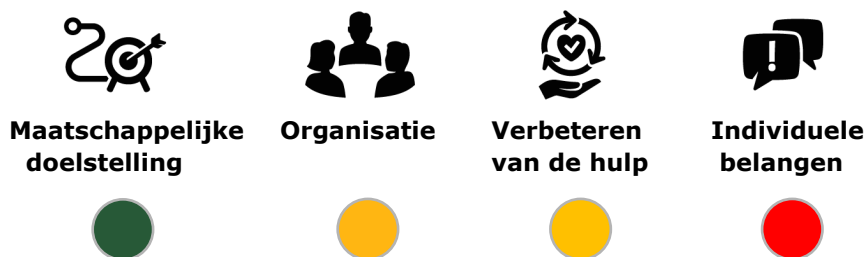 Maatschappelijke
doelstelling
Organisatie
Verbeteren
van de hulp
Individuele
belangen